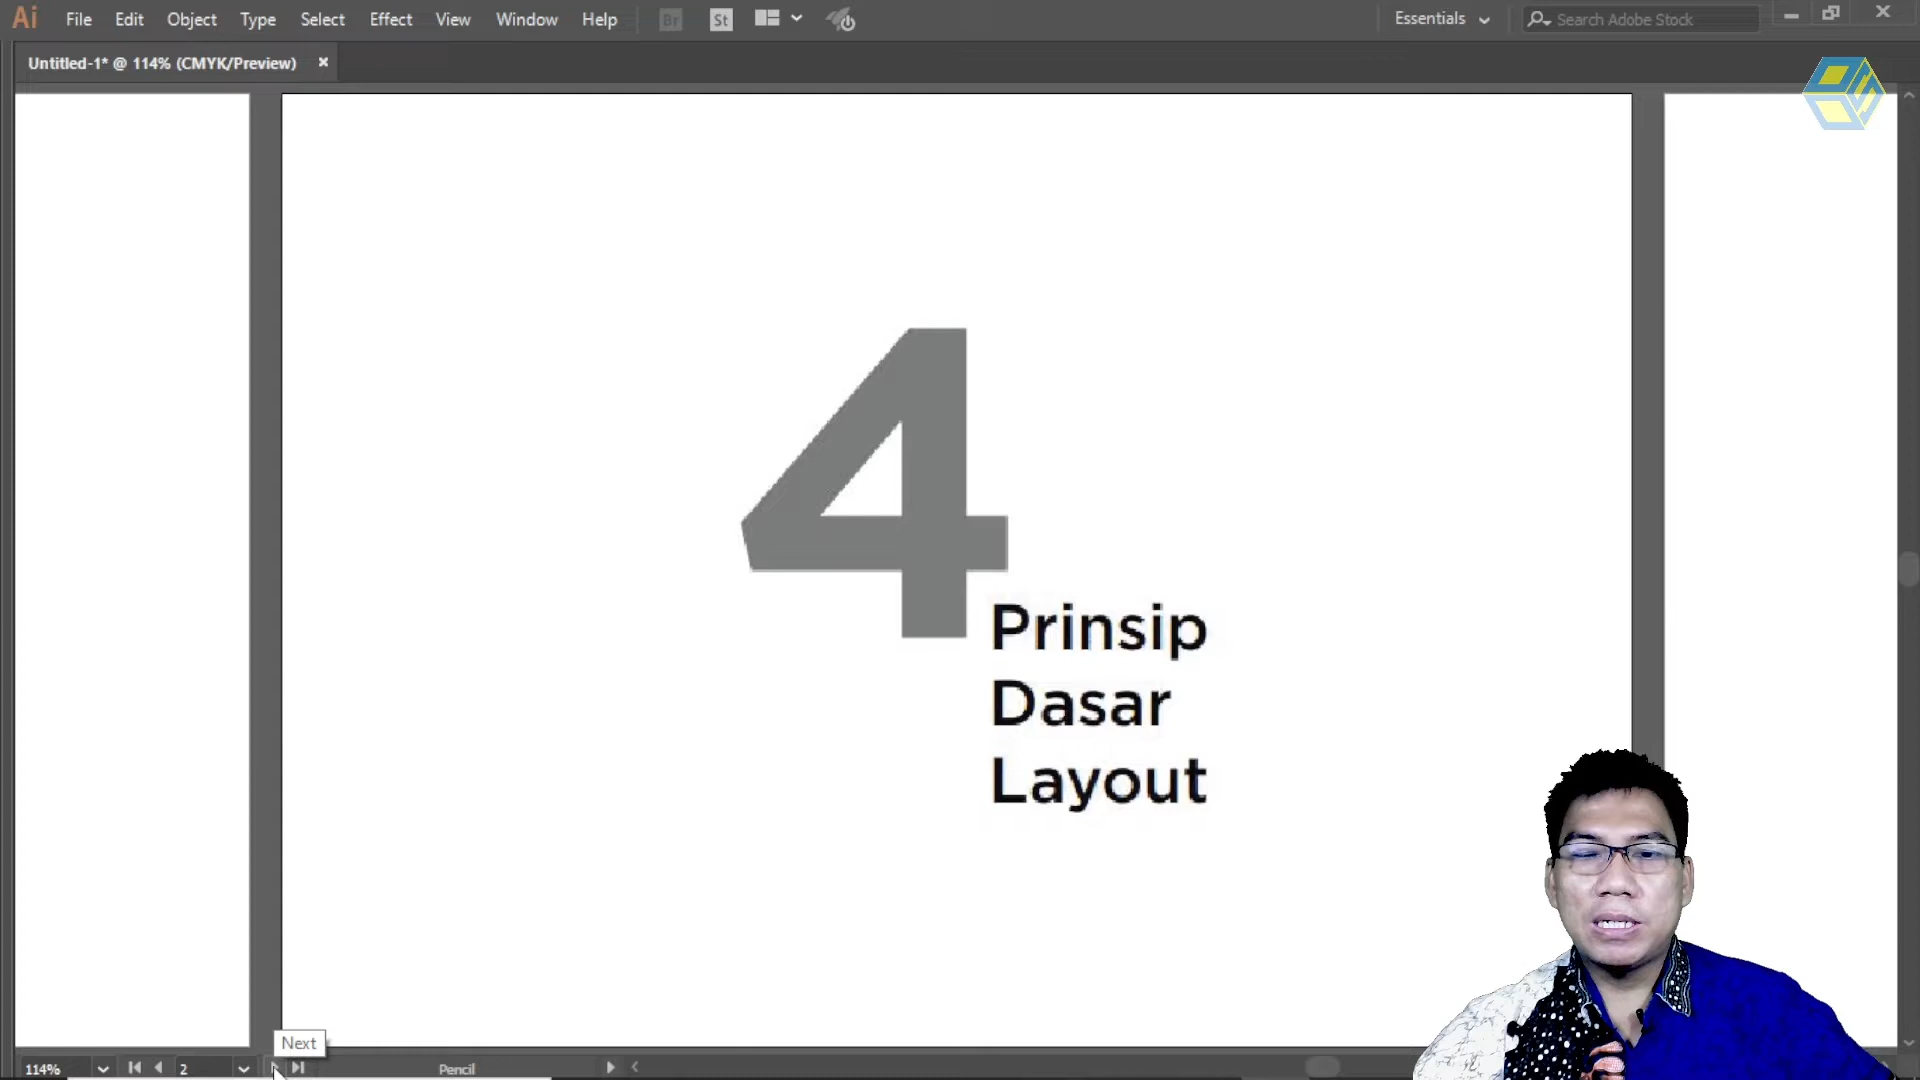 Ai File Edit Object Type Select Effect View Window Help Br St Essentials Search Adobe Stock
Untitled-1* @ 114% (CMYK/Preview)
4
Prinsip
Dasar
Layout
Next
114% 2 Pencil